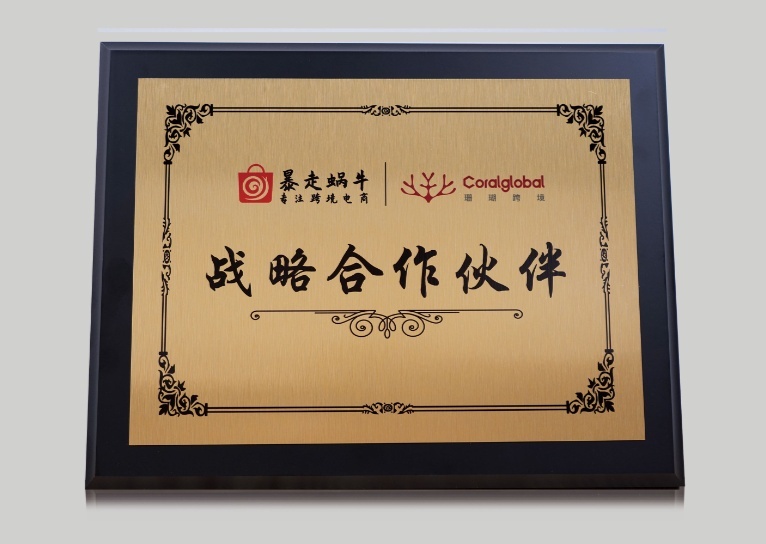 暴走蜗牛
专注跨境电商
Coralglobal
珊瑚跨境
战略合作伙伴